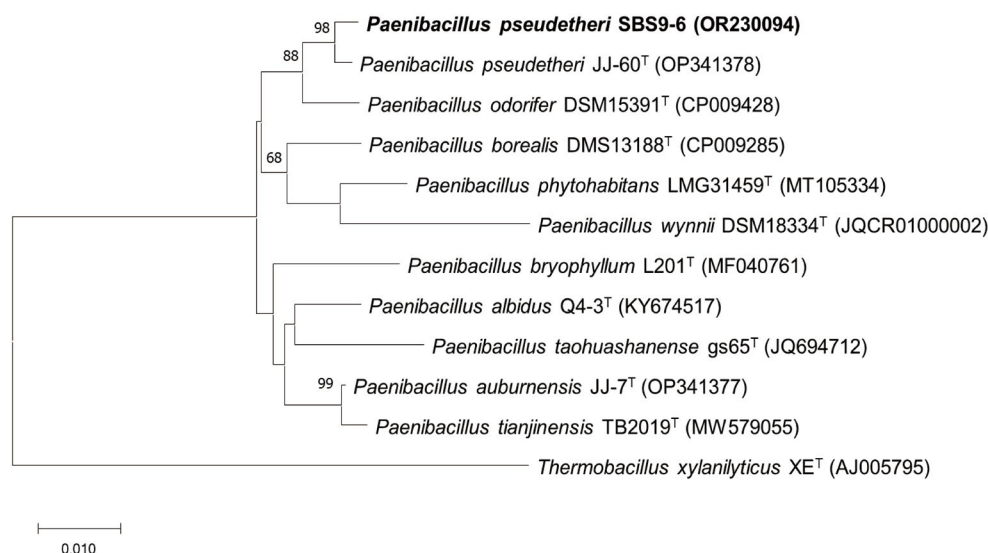 98
Paenibacillus pseudetheri SBS9-6 (OR230094)
88
Paenibacillus pseudetheri JJ-60ᵀ (OP341378)
Paenibacillus odorifer DSM15391ᵀ (CP009428)
Paenibacillus borealis DMS13188ᵀ (CP009285)
68
Paenibacillus phytohabitans LMG31459ᵀ (MT105334)
Paenibacillus wynnii DSM18334ᵀ (JQCR01000002)
Paenibacillus bryophyllum L201ᵀ (MF040761)
Paenibacillus albidus Q4-3ᵀ (KY674517)
Paenibacillus taohuashanense gs65ᵀ (JQ694712)
99
Paenibacillus auburnensis JJ-7ᵀ (OP341377)
Paenibacillus tianjinensis TB2019ᵀ (MW579055)
Thermobacillus xylanilyticus XEᵀ (AJ005795)
0.010